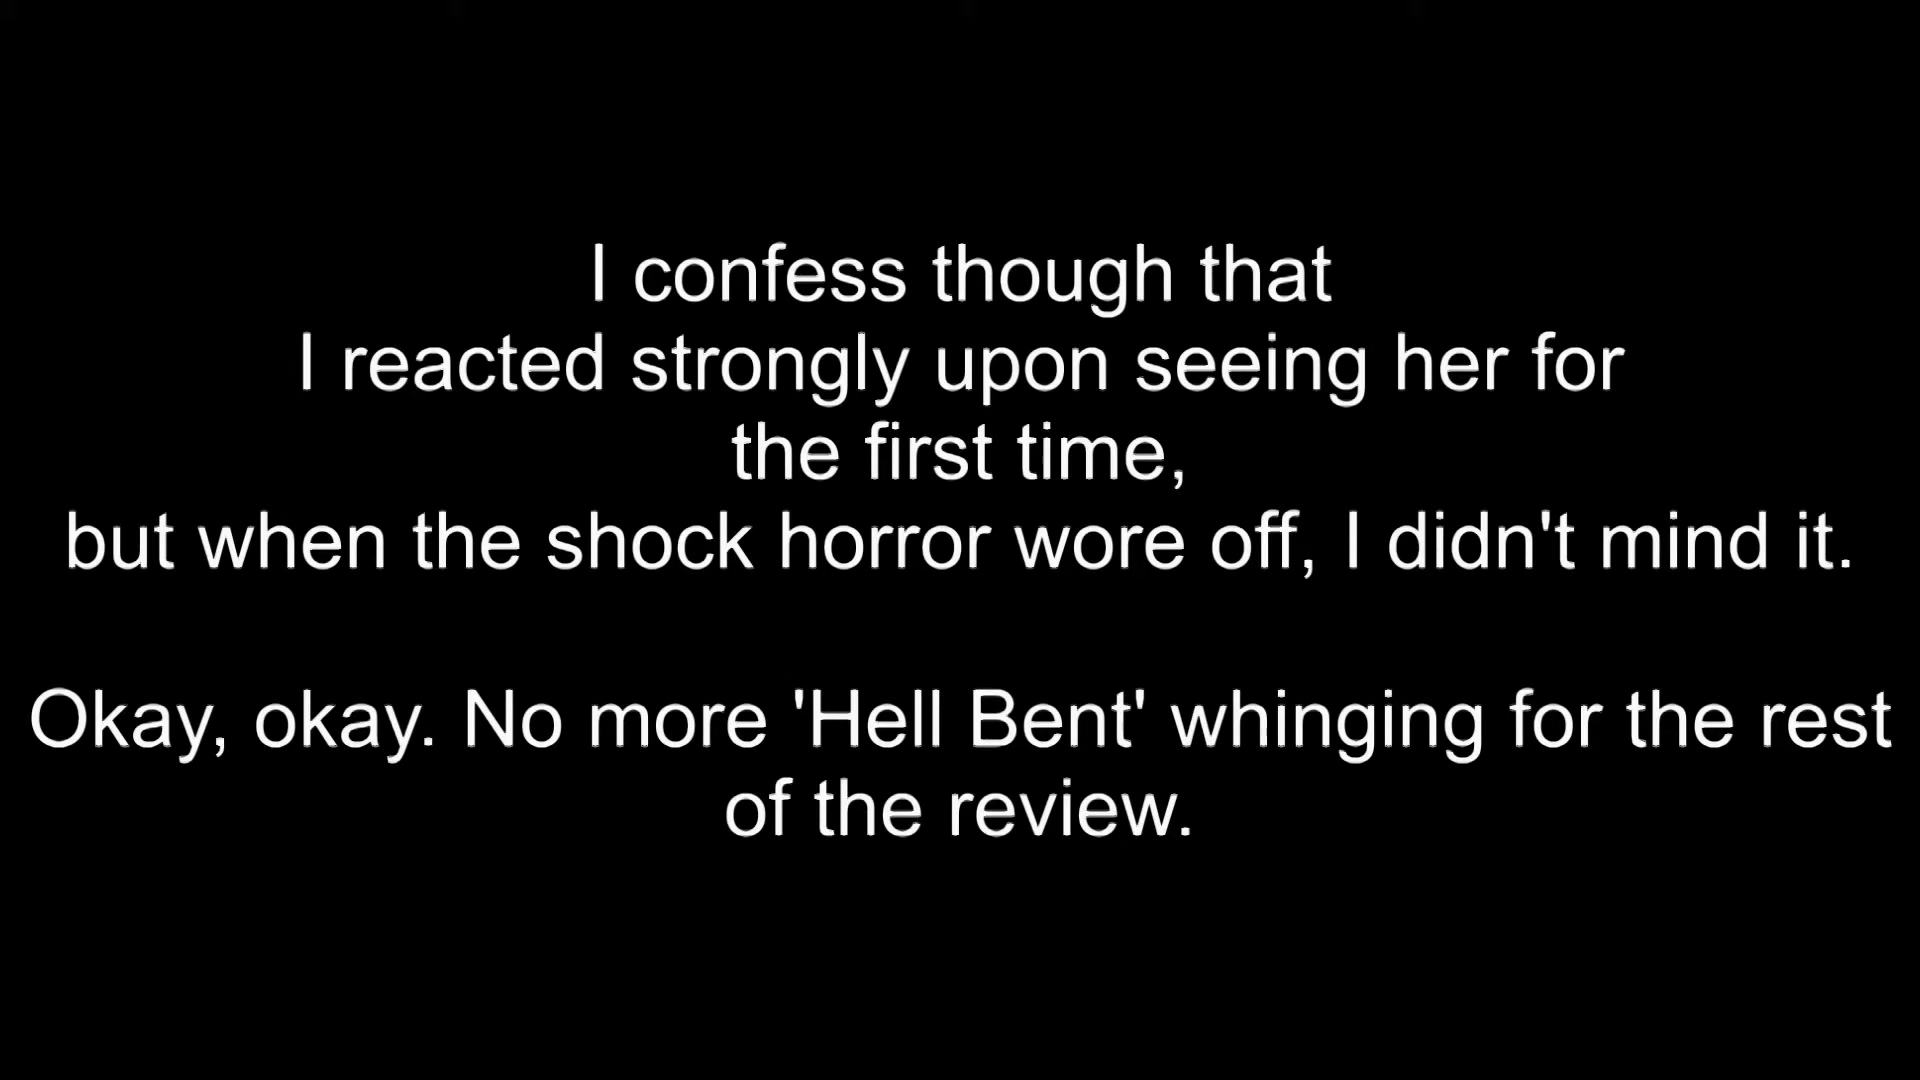 I confess though that
I reacted strongly upon seeing her for
the first time,
but when the shock horror wore off, I didn't mind it.
Okay, okay. No more 'Hell Bent' whinging for the rest
of the review.